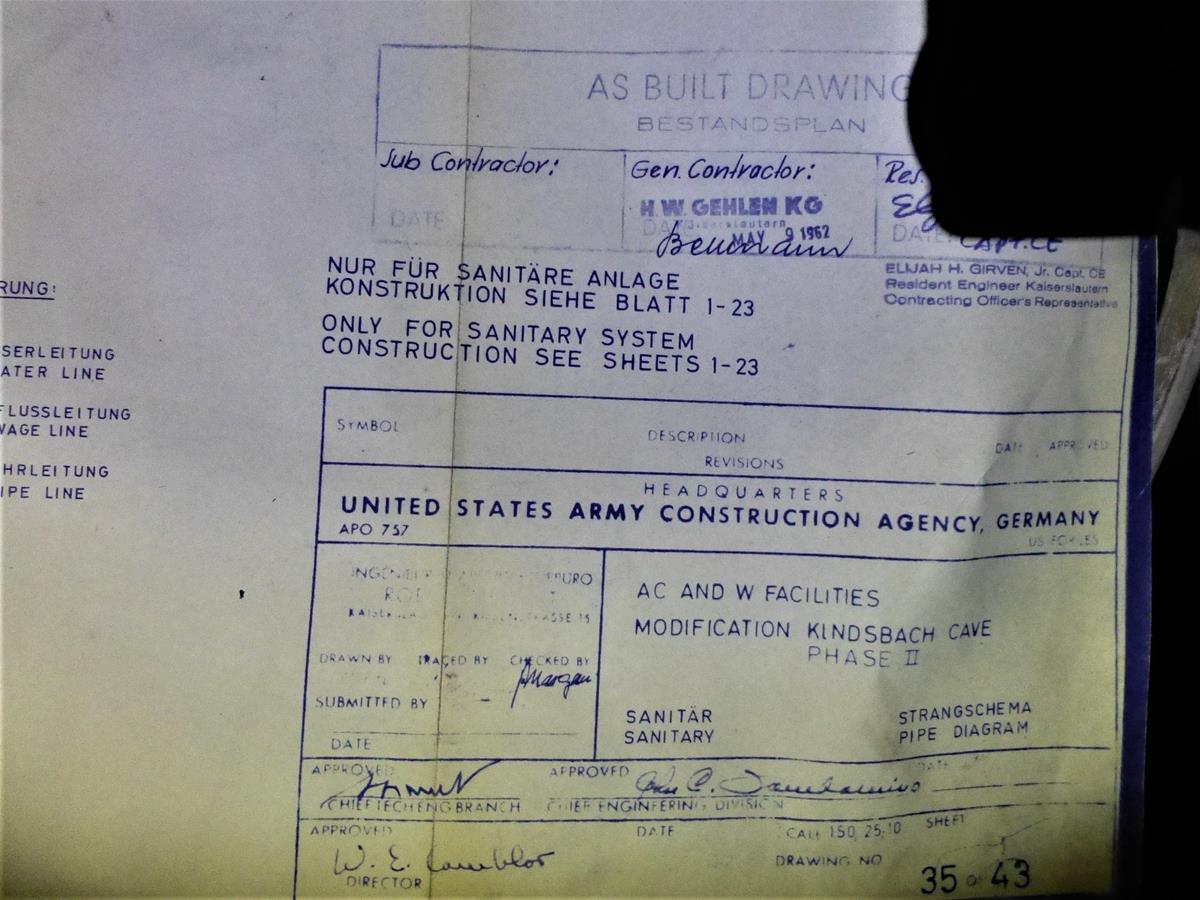 AS BUILT DRAWING
BESTANDSPLAN
Sub Contractor:
Gen. Contractor:
Res.
H.W. GEHLEN KG
Kaiserslautern
DATE
MAY 9 1962
DATE
CAPT. CE
ELIJAH H. GIRVEN, Jr. Capt. CE
Resident Engineer Kaiserslautern
Contracting Officer's Representative
NUR FÜR SANITÄRE ANLAGE
KONSTRUKTION SIEHE BLATT 1-23
ONLY FOR SANITARY SYSTEM
CONSTRUCTION SEE SHEETS 1-23
RUNG:
SERLEITUNG
ATER LINE
FLUSSLEITUNG
WAGE LINE
HRLEITUNG
IPE LINE
SYMBOL
DESCRIPTION
DATE
APPROVED
REVISIONS
HEADQUARTERS
UNITED STATES ARMY CONSTRUCTION AGENCY, GERMANY
APO 757
US FORCES
AC AND W FACILITIES
MODIFICATION KINDSBACH CAVE
PHASE II
DRAWN BY
TRACED BY
CHECKED BY
Morgan
SUBMITTED BY
DATE
SANITÄR
SANITARY
STRANGSCHEMA
PIPE DIAGRAM
APPROVED
APPROVED
DATE
CHIEF TECH ENG BRANCH
CHIEF ENGINEERING DIVISION
APPROVED
DATE
SHEET
W. E.
DIRECTOR
DRAWING NO
35 OF 43